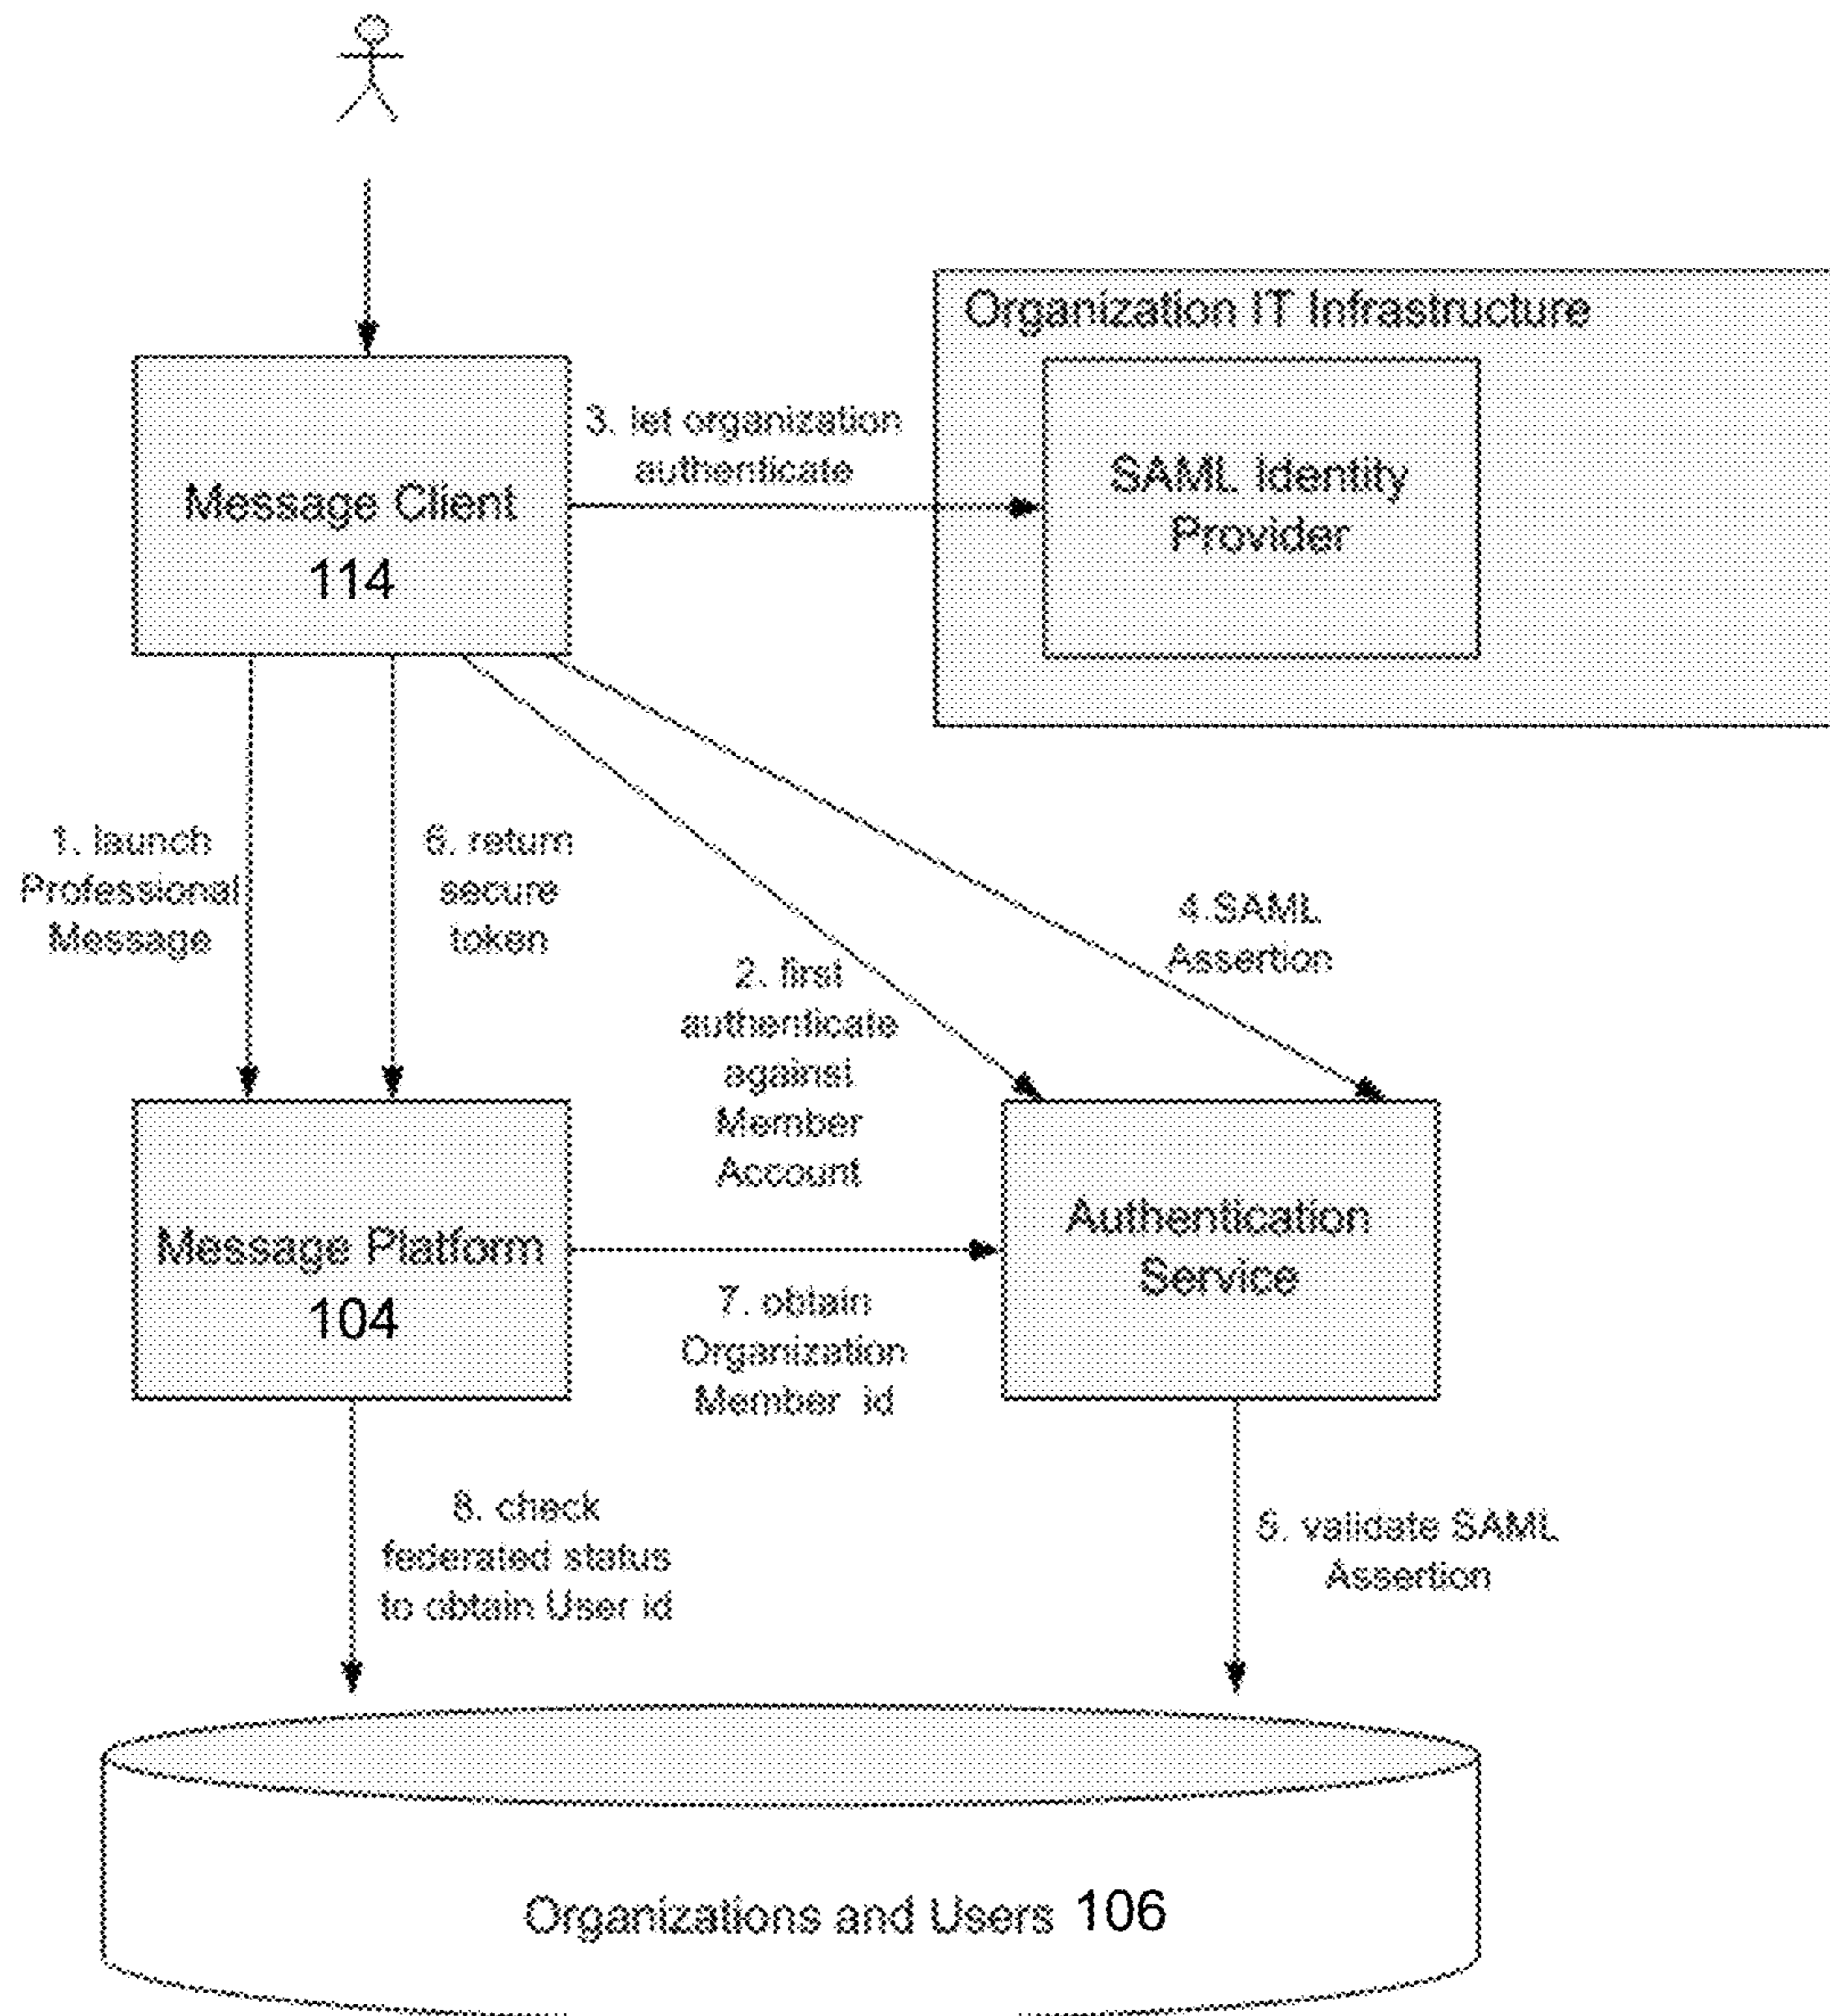 Organization IT Infrastructure
3. let organization
authenticate
SAML Identity
Provider
Message Client
114
1. launch
Professional
Message
6. return
secure
token
4.SAML
Assertion
2. first
authenticate
against
Member
Account
Message Platform
104
Authentication
Service
7. obtain
Organization
Member id
8. check
federated status
to obtain User id
5. validate SAML
Assertion
Organizations and Users 106